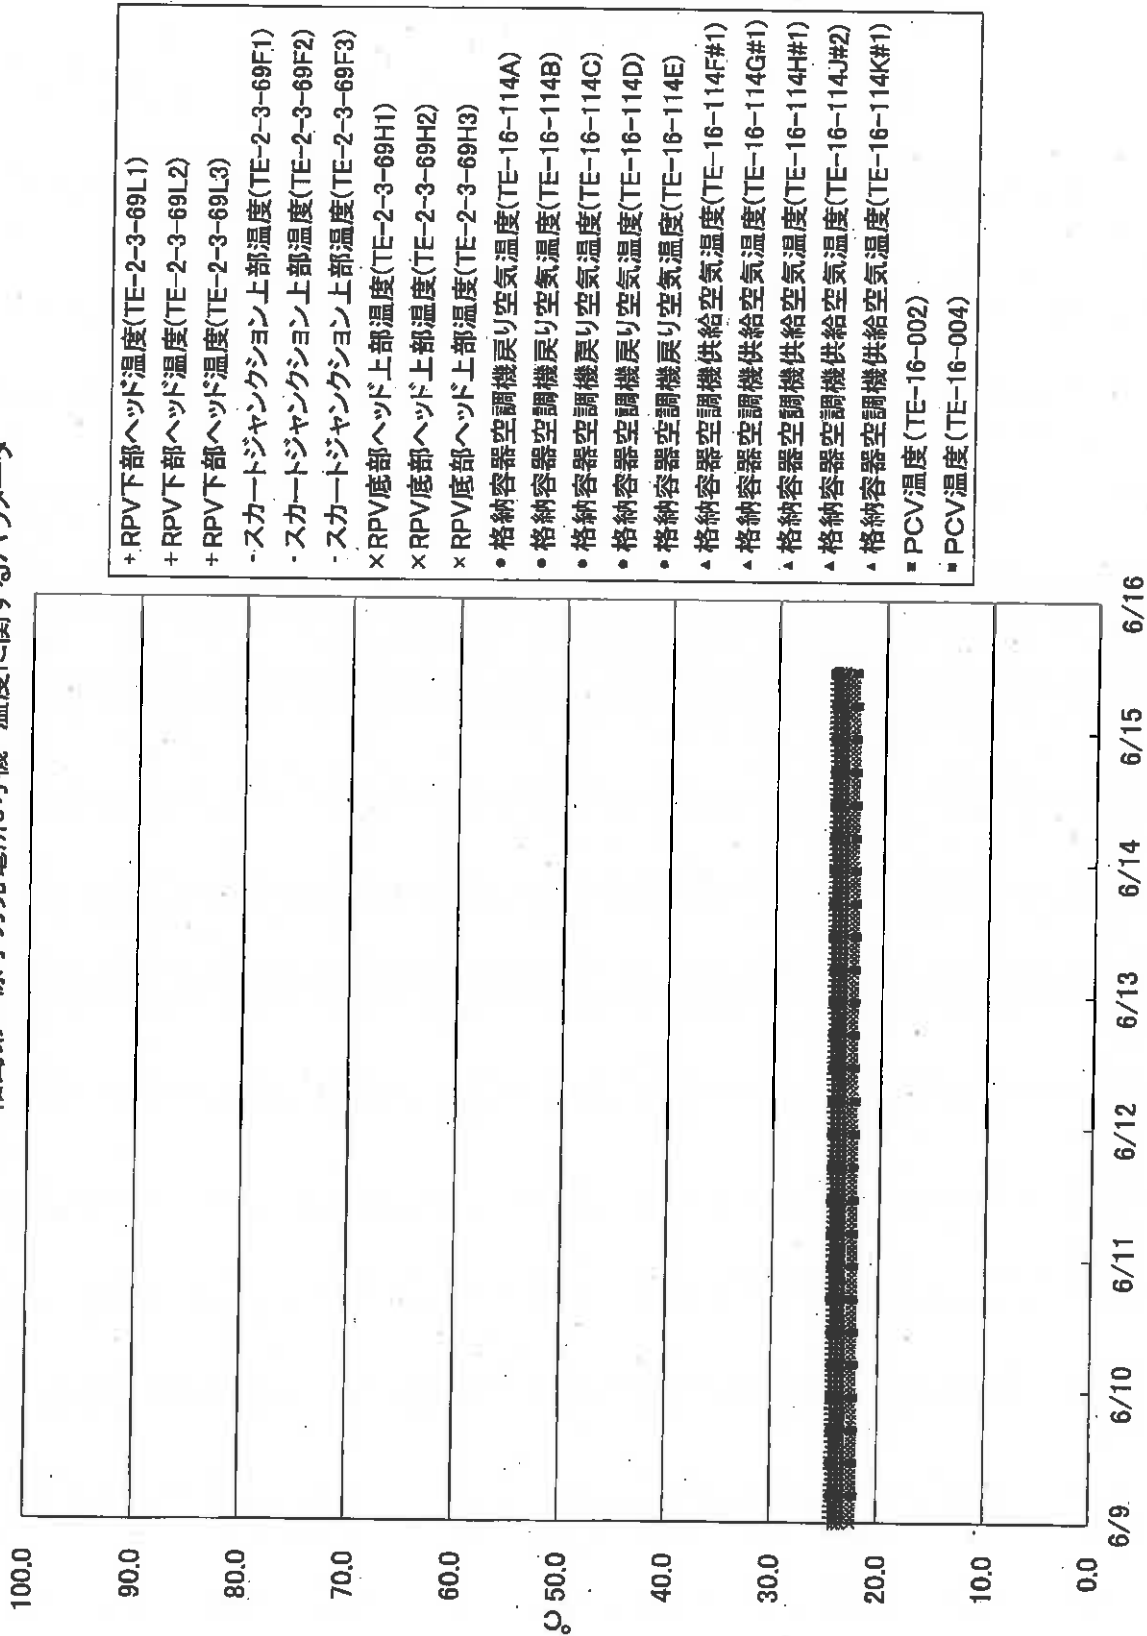 温度に関するパラメータ
100.0
90.0
80.0
70.0
60.0
℃ 50.0
40.0
30.0
20.0
10.0
0.0
6/9
6/10
6/11
6/12
6/13
6/14
6/15
6/16
+ RPV下部ヘッド温度(TE-2-3-69L1)
+ RPV下部ヘッド温度(TE-2-3-69L2)
+ RPV下部ヘッド温度(TE-2-3-69L3)
- スカートジャンクション上部温度(TE-2-3-69F1)
- スカートジャンクション上部温度(TE-2-3-69F2)
- スカートジャンクション上部温度(TE-2-3-69F3)
× RPV底部ヘッド上部温度(TE-2-3-69H1)
× RPV底部ヘッド上部温度(TE-2-3-69H2)
× RPV底部ヘッド上部温度(TE-2-3-69H3)
● 格納容器空調機戻り空気温度(TE-16-114A)
● 格納容器空調機戻り空気温度(TE-16-114B)
● 格納容器空調機戻り空気温度(TE-16-114C)
● 格納容器空調機戻り空気温度(TE-16-114D)
● 格納容器空調機戻り空気温度(TE-16-114E)
▲ 格納容器空調機供給空気温度(TE-16-114F#1)
▲ 格納容器空調機供給空気温度(TE-16-114G#1)
▲ 格納容器空調機供給空気温度(TE-16-114H#1)
▲ 格納容器空調機供給空気温度(TE-16-114J#2)
▲ 格納容器空調機供給空気温度(TE-16-114K#1)
■ PCV温度(TE-16-002)
■ PCV温度(TE-16-004)